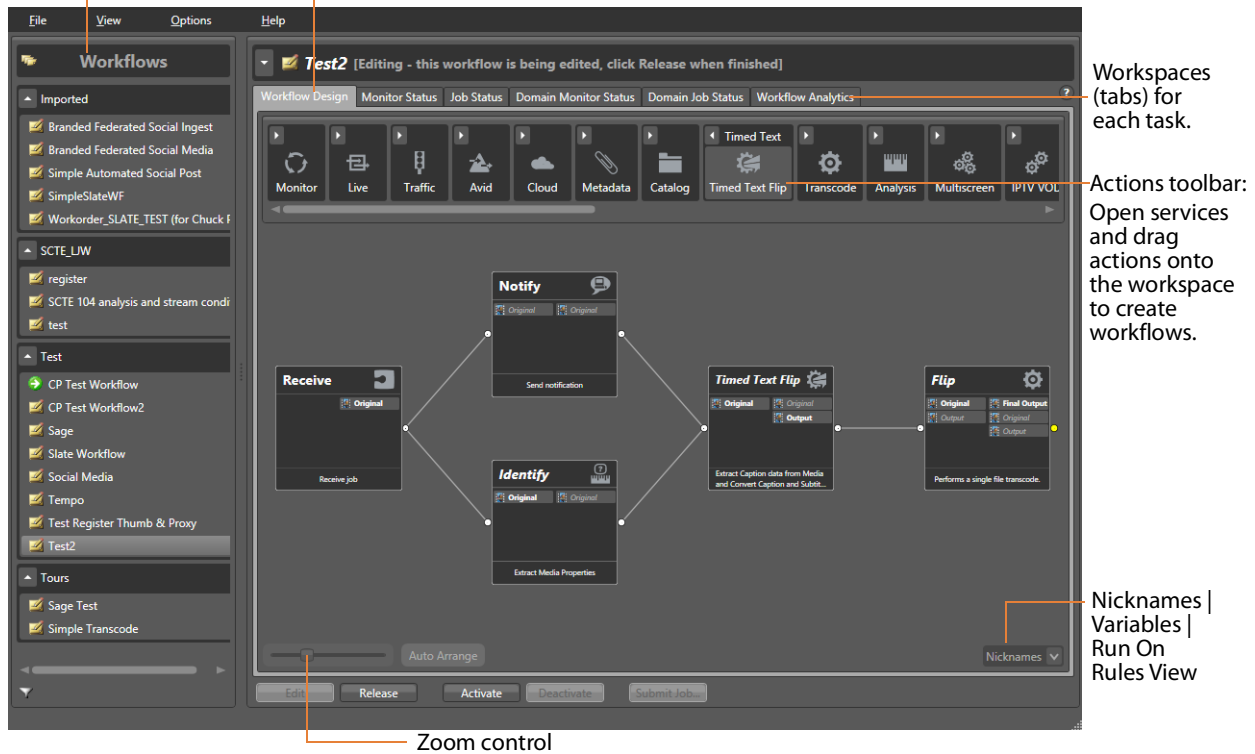 File View Options Help
Workflows
Imported
Branded Federated Social Ingest
Branded Federated Social Media
Simple Automated Social Post
SimpleSlateWF
Workorder_SLATE_TEST (for Chuck
SCTE_LJW
register
SCTE 104 analysis and stream condi
test
Test
CP Test Workflow
CP Test Workflow2
Sage
Slate Workflow
Social Media
Tempo
Test Register Thumb & Proxy
Test2
Tours
Sage Test
Simple Transcode
Test2 [Editing - this workflow is being edited, click Release when finished]
Workflow Design Monitor Status Job Status Domain Monitor Status Domain Job Status Workflow Analytics ?
Timed Text
Monitor Live Traffic Avid Cloud Metadata Catalog Timed Text Flip Transcode Analysis Multiscreen IPTV VOD
Receive
Original
Receive job
Notify
Original Original
Send notification
Identify
Original Original
Extract Media Properties
Timed Text Flip
Original Original
Output
Extract Caption data from Media
and Convert Caption and Subtit...
Flip
Original Final Output
Output Original
Output
Performs a single file transcode.
Auto Arrange
Nicknames
Edit Release Activate Deactivate Submit Job...
Workspaces
(tabs) for
each task.
Actions toolbar:
Open services
and drag
actions onto
the workspace
to create
workflows.
Nicknames |
Variables |
Run On
Rules View
Zoom control